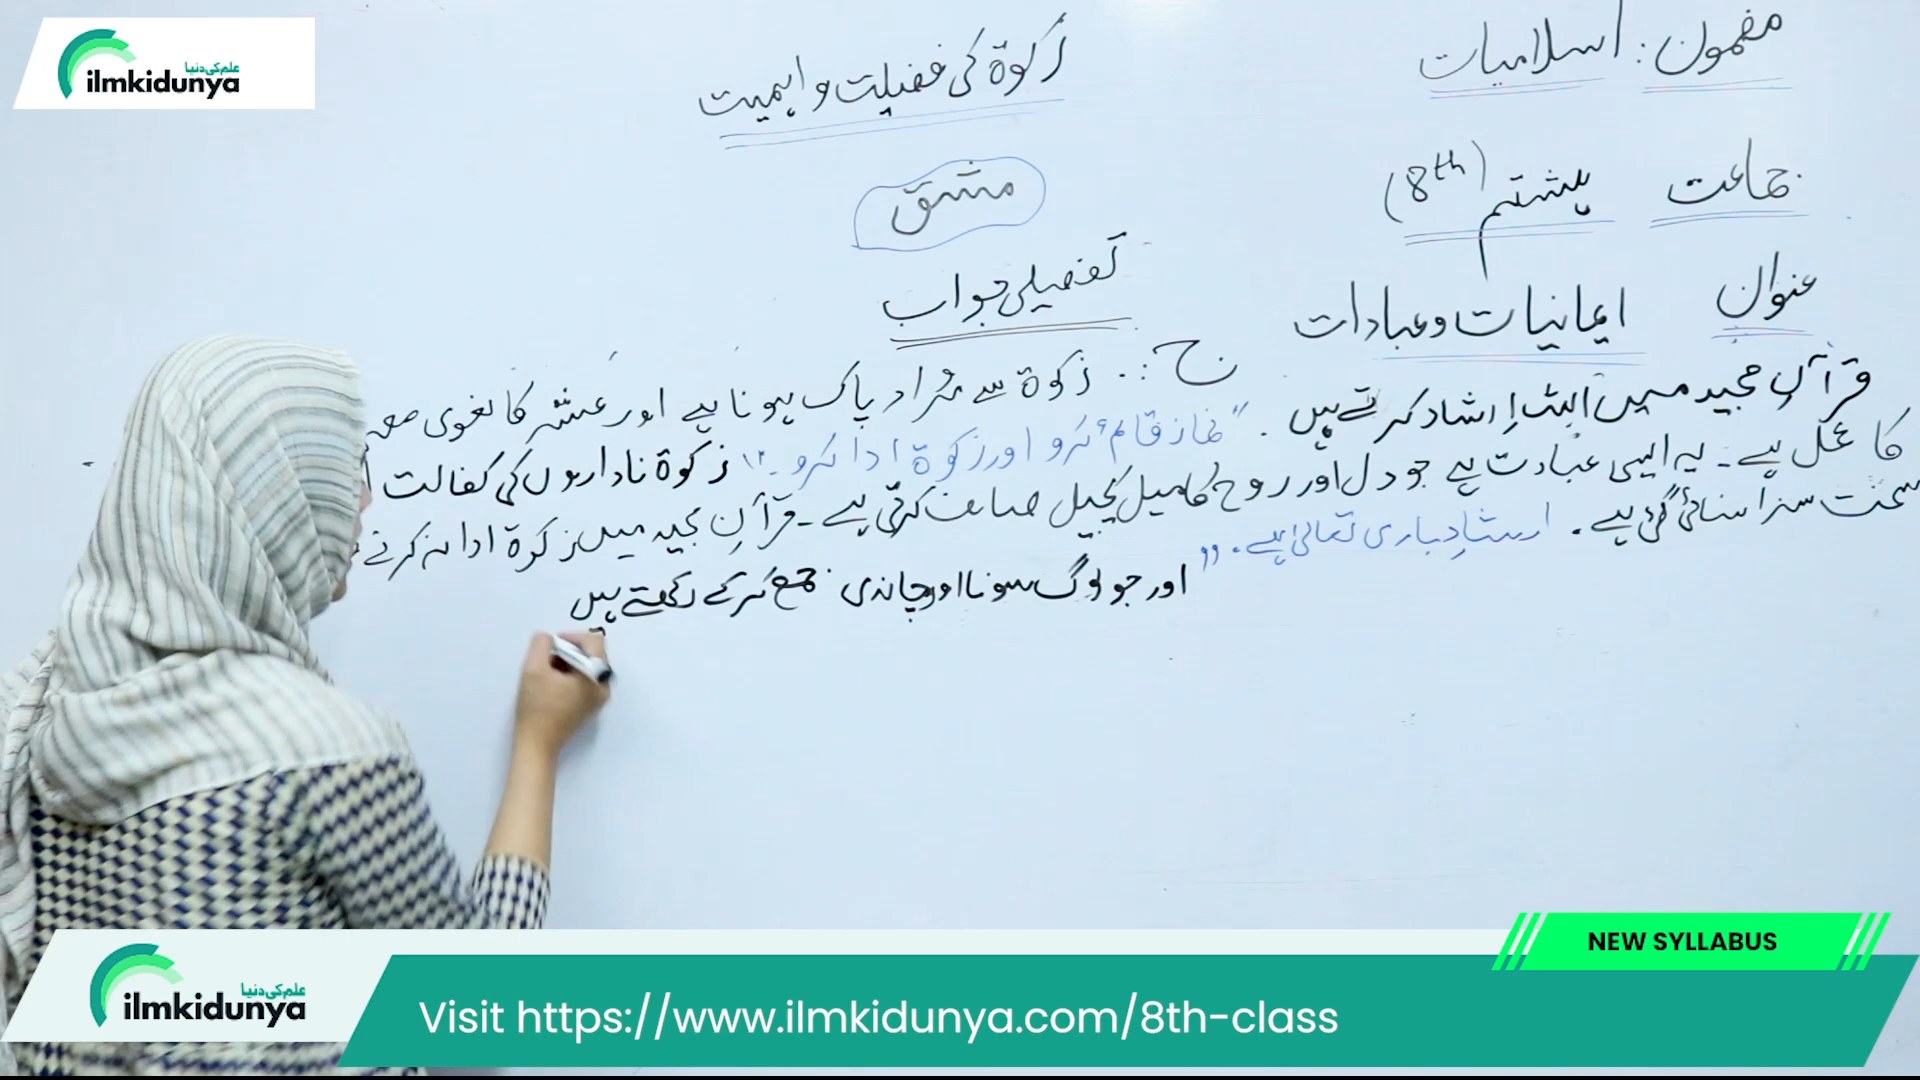 علم کی دنیا
ilmkidunya
زکوٰۃ کی فضیلت و اہمیت
مشق
تفصیلی جواب
مضمون : اسلامیات
جماعت ہشتم (8th)
عنوان ایمانیات و عبادات
ج :. زکوۃ سے مُراد پاک ہونا ہے اور عشر کا لغوی
قرآنِ مجید میں اللہ ارشاد کرتے ہیں . "نماز قائم کرو اور زکوۃ ادا کرو ۔" زکوۃ ناداروں کی کفالت
کا عمل ہے ۔ یہ ایسی عبادت ہے جو دل اور روح کا میل کچیل صاف کرتی ہے ۔ قرآنِ مجید میں زکوۃ ادا نہ کرنے
سخت سزا سنائی گئی ہے . ارشادِ باری تعالیٰ ہے . "اور جو لوگ سونا اور چاندی جمع کر کے رکھتے ہیں
NEW SYLLABUS
علم کی دنیا
ilmkidunya
Visit https://www.ilmkidunya.com/8th-class